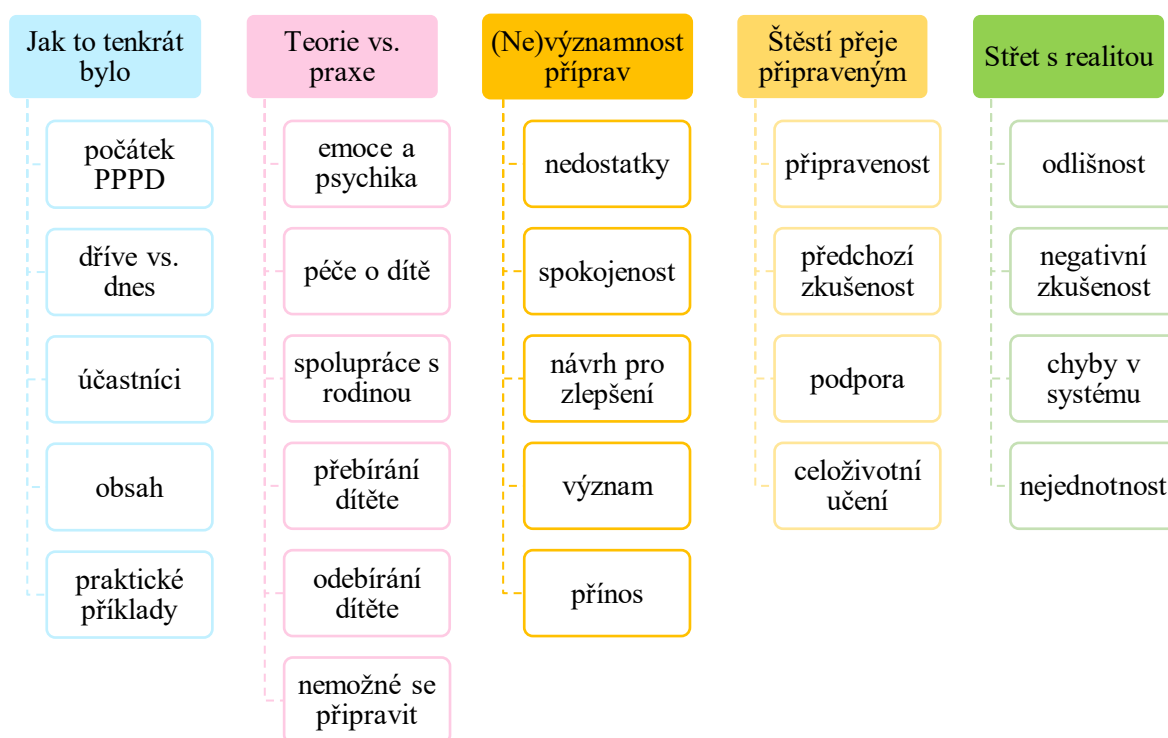 Jak to tenkrát
bylo
počátek
PPPD
dříve vs.
dnes
účastníci
obsah
praktické
příklady
Teorie vs.
praxe
emoce a
psychika
péče o dítě
spolupráce s
rodinou
přebírání
dítěte
odebírání
dítěte
nemožné se
připravit
(Ne)významnost
příprav
nedostatky
spokojenost
návrh pro
zlepšení
význam
přínos
Štěstí přeje
připraveným
připravenost
předchozí
zkušenost
podpora
celoživotní
učení
Střet s realitou
odlišnost
negativní
zkušenost
chyby v
systému
nejednotnost